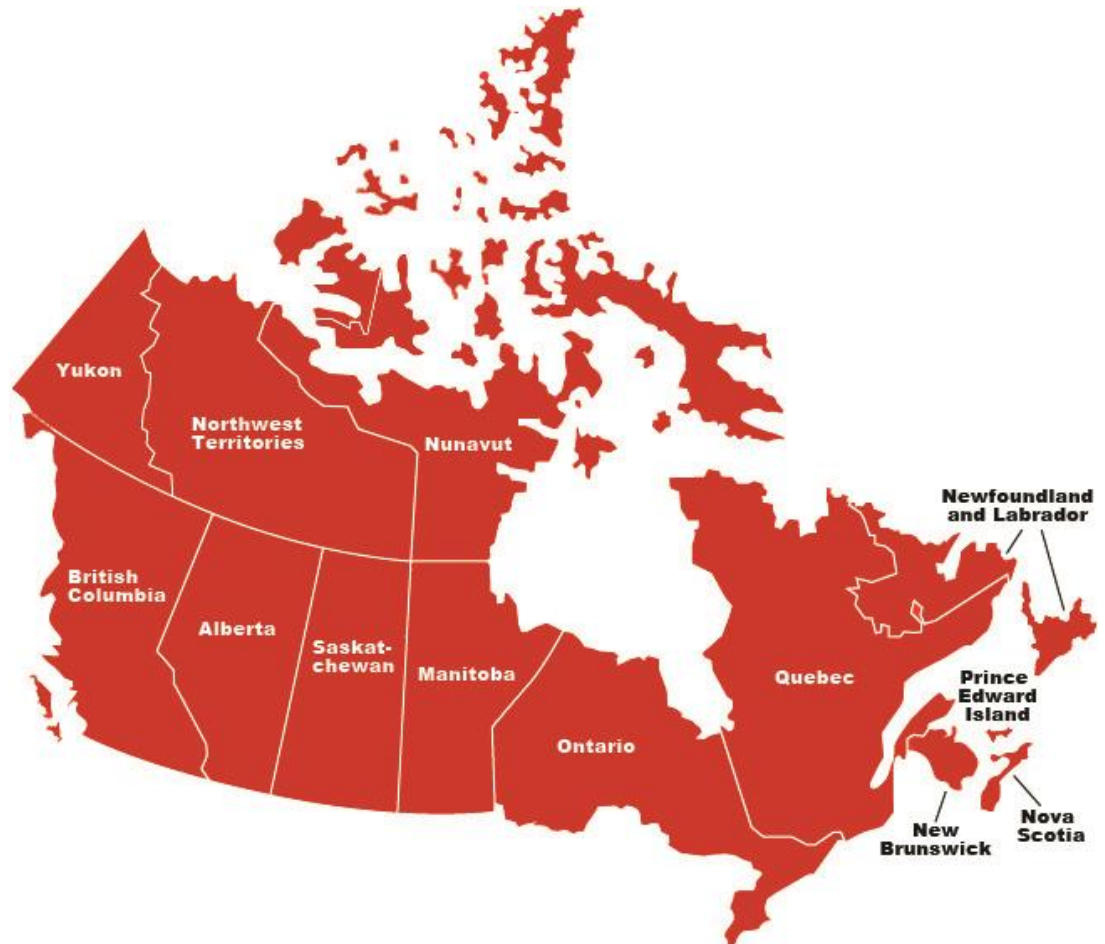 Yukon
Northwest
Territories
Nunavut
Newfoundland
and Labrador
British
Columbia
Alberta
Saskat-
chewan
Manitoba
Ontario
Quebec
Prince
Edward
Island
New
Brunswick
Nova
Scotia